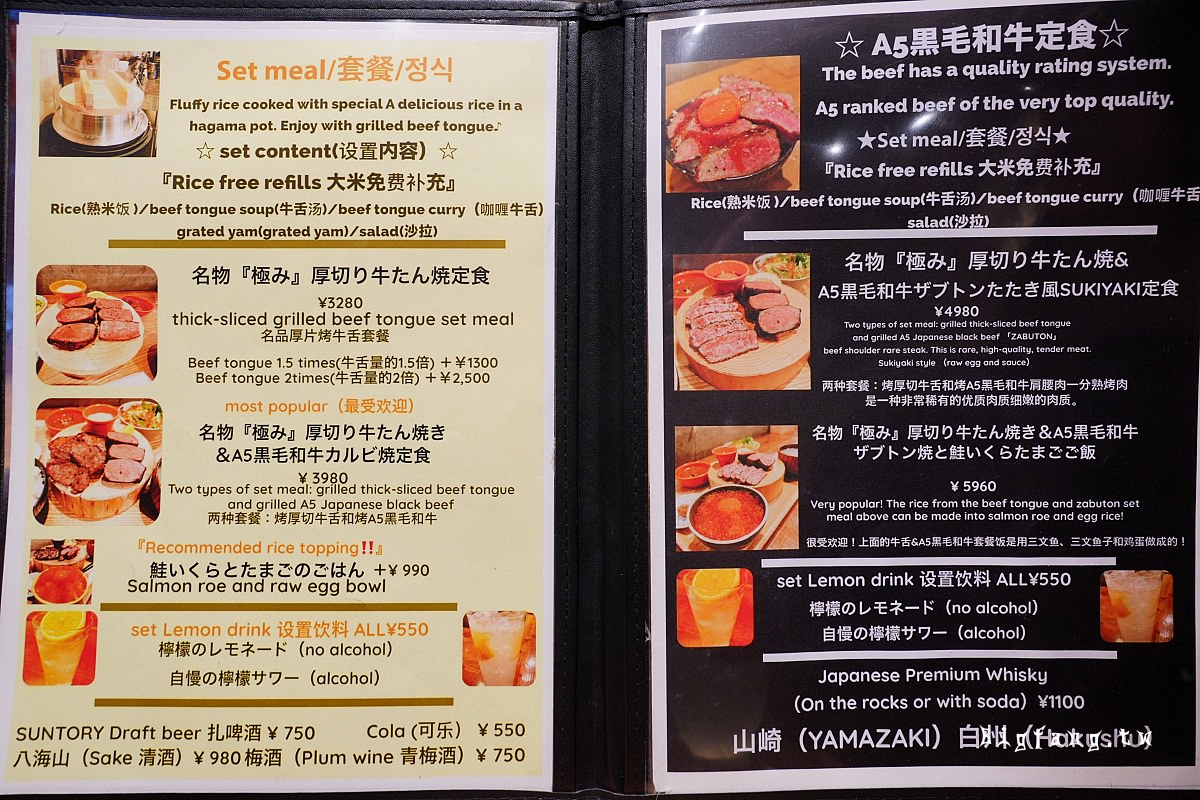 Set meal/套餐/정식
Fluffy rice cooked with special A delicious rice in a
hagama pot. Enjoy with grilled beef tongue♪
☆ set content(设置内容）☆
『Rice free refills 大米免费补充』
Rice(熟米饭 )/beef tongue soup(牛舌汤)/beef tongue curry（咖喱牛舌)
grated yam(grated yam)/salad(沙拉)
名物『極み』厚切り牛たん焼定食
¥3280
thick-sliced grilled beef tongue set meal
名品厚片烤牛舌套餐
Beef tongue 1.5 times(牛舌量的1.5倍) ＋¥1300
Beef tongue 2times(牛舌量的2倍) ＋¥2,500
most popular（最受欢迎）
名物『極み』厚切り牛たん焼き
＆A5黒毛和牛カルビ焼定食
¥ 3980
Two types of set meal: grilled thick-sliced beef tongue
and grilled A5 Japanese black beef
两种套餐：烤厚切牛舌和烤A5黑毛和牛
『Recommended rice topping‼️』
鮭いくらとたまごのごはん ＋¥ 990
Salmon roe and raw egg bowl
set Lemon drink 设置饮料 ALL¥550
檸檬のレモネード（no alcohol）
自慢の檸檬サワー（alcohol）
SUNTORY Draft beer 扎啤酒 ¥ 750 Cola (可乐） ¥ 550
八海山（Sake 清酒）¥ 980 梅酒（Plum wine 青梅酒）¥ 750
☆ A5黒毛和牛定食☆
The beef has a quality rating system.
A5 ranked beef of the very top quality.
★Set meal/套餐/정식★
『Rice free refills 大米免费补充』
Rice(熟米饭 )/beef tongue soup(牛舌汤)/beef tongue curry（咖喱牛舌
salad(沙拉)
名物『極み』厚切り牛たん焼&
A5黒毛和牛ザブトンたたき風SUKIYAKI定食
¥4980
Two types of set meal: grilled thick-sliced beef tongue
and grilled A5 Japanese black beef 「ZABUTON」
beef shoulder rare steak. This is rare, high-quality, tender meat.
Sukiyaki style （raw egg and sauce）
两种套餐：烤厚切牛舌和烤A5黑毛和牛肩腰肉一分熟烤肉
是一种非常稀有的优质肉质细嫩的肉质。
名物『極み』厚切り牛たん焼き＆A5黒毛和牛
ザブトン焼と鮭いくらたまごご飯
¥ 5960
Very popular! The rice from the beef tongue and zabuton set
meal above can be made into salmon roe and egg rice!
很受欢迎！上面的牛舌&A5黑毛和牛套餐饭是用三文鱼、三文鱼子和鸡蛋做成的！
set Lemon drink 设置饮料 ALL¥550
檸檬のレモネード（no alcohol）
自慢の檸檬サワー（alcohol）
Japanese Premium Whisky
（On the rocks or with soda）¥1100
山崎（YAMAZAKI）白州（Hakushu）
bigfang.tw